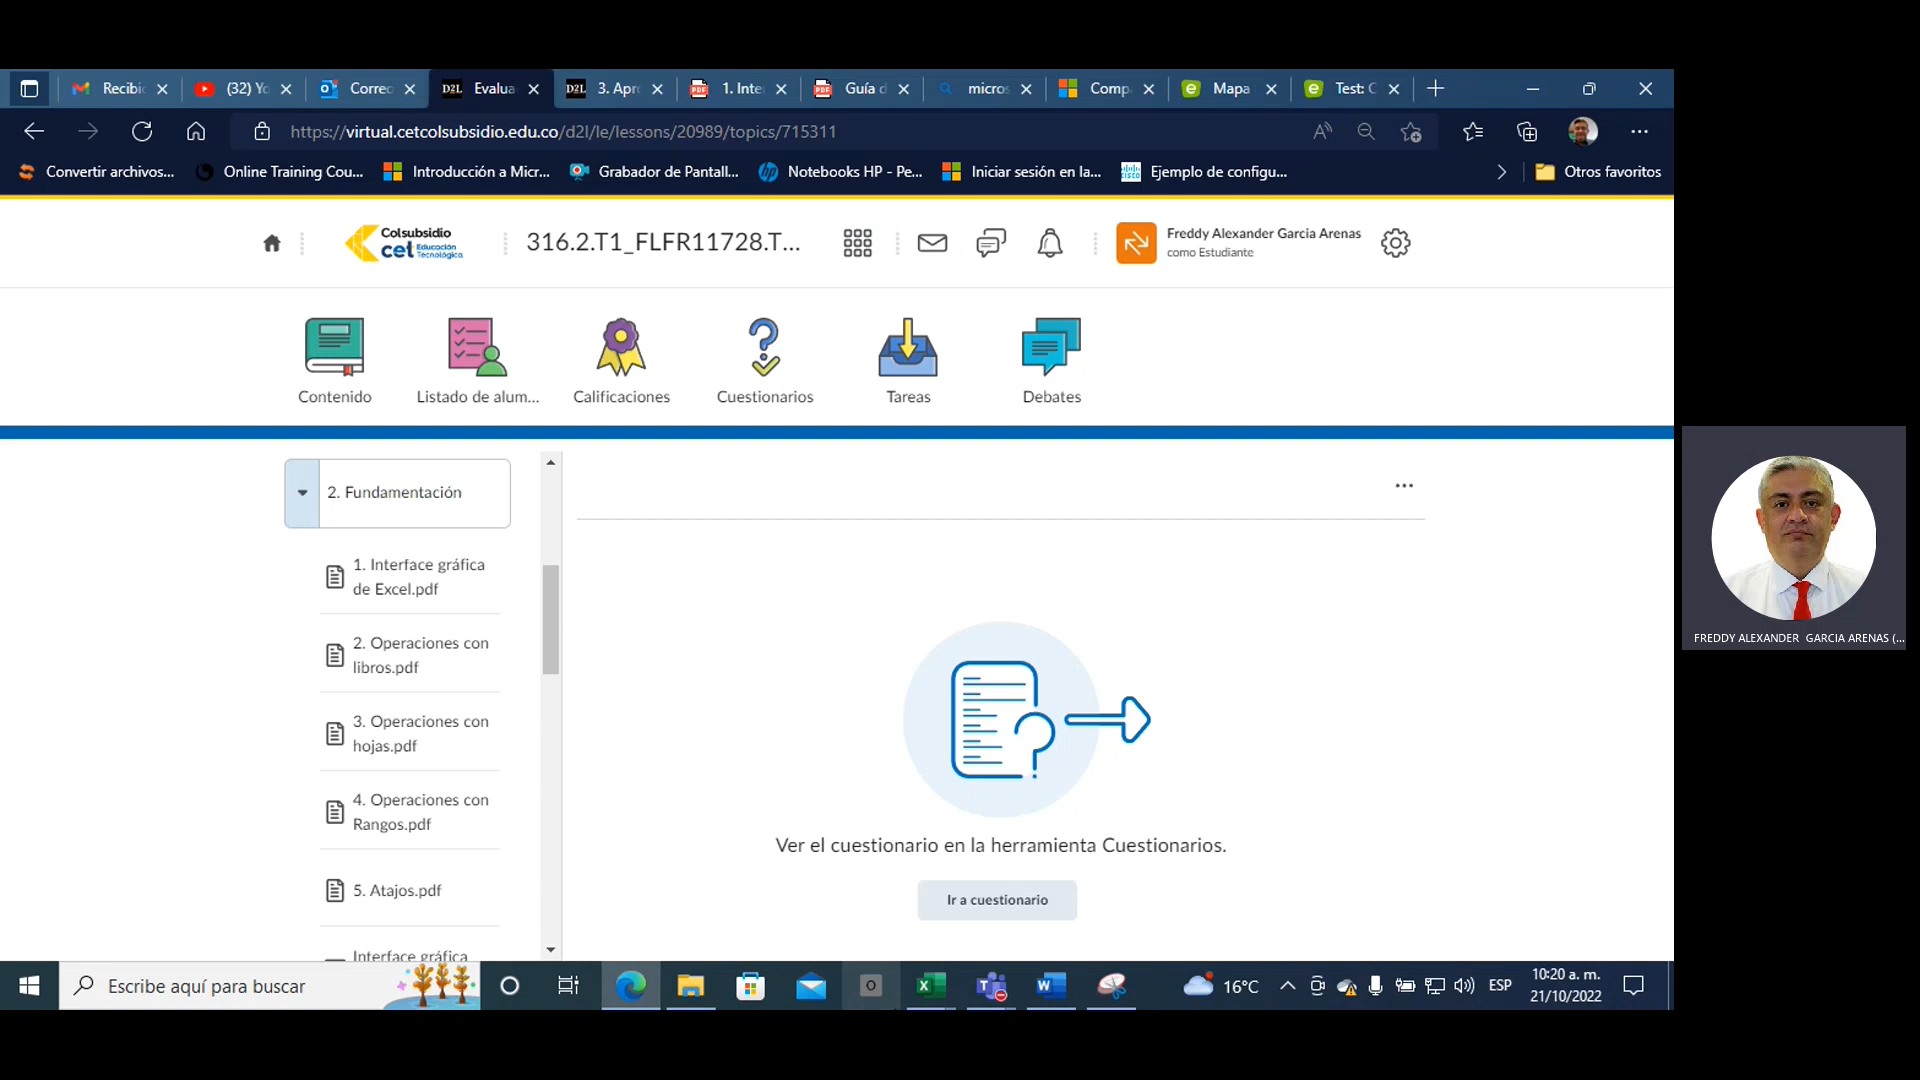 Recibi
(32) Yo
Correo
D2L Evalua
D2L 3. Apr
1. Inte
Guía d
micros
Comp
Mapa
Test: C
https://virtual.cetcolsubsidio.edu.co/d2l/le/lessons/20989/topics/715311
Convertir archivos...
Online Training Cou...
Introducción a Micr...
Grabador de Pantall...
Notebooks HP - Pe...
Iniciar sesión en la...
Ejemplo de configu...
Otros favoritos
Colsubsidio
cet Educación
Tecnológica
316.2.T1_FLFR11728.T...
Freddy Alexander Garcia Arenas
como Estudiante
Contenido
Listado de alum...
Calificaciones
Cuestionarios
Tareas
Debates
2. Fundamentación
1. Interface gráfica
de Excel.pdf
2. Operaciones con
libros.pdf
3. Operaciones con
hojas.pdf
4. Operaciones con
Rangos.pdf
5. Atajos.pdf
Interface gráfica
Ver el cuestionario en la herramienta Cuestionarios.
Ir a cuestionario
FREDDY ALEXANDER GARCIA ARENAS (...
Escribe aquí para buscar
16°C
ESP
10:20 a. m.
21/10/2022